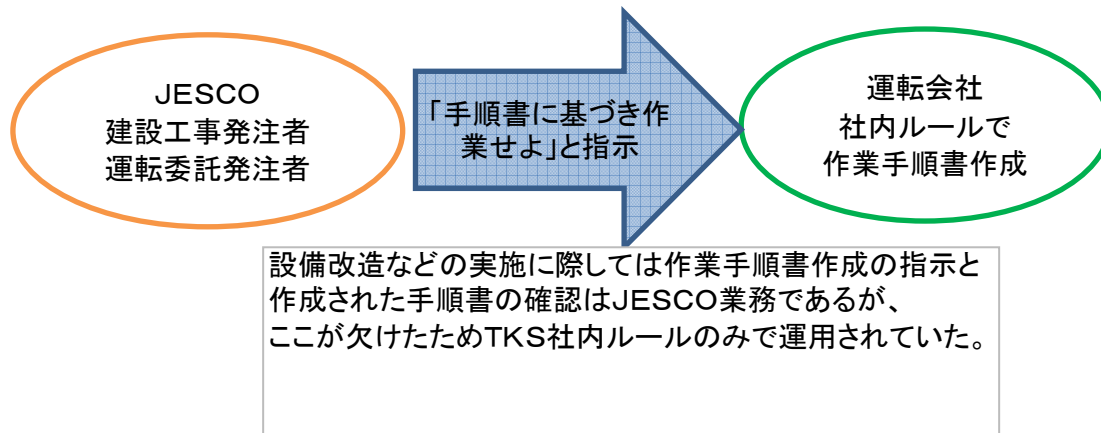 JESCO
建設工事発注者
運転委託発注者
「手順書に基づき作
業せよ」と指示
運転会社
社内ルールで
作業手順書作成
設備改造などの実施に際しては作業手順書作成の指示と
作成された手順書の確認はJESCO業務であるが、
ここが欠けたためTKS社内ルールのみで運用されていた。